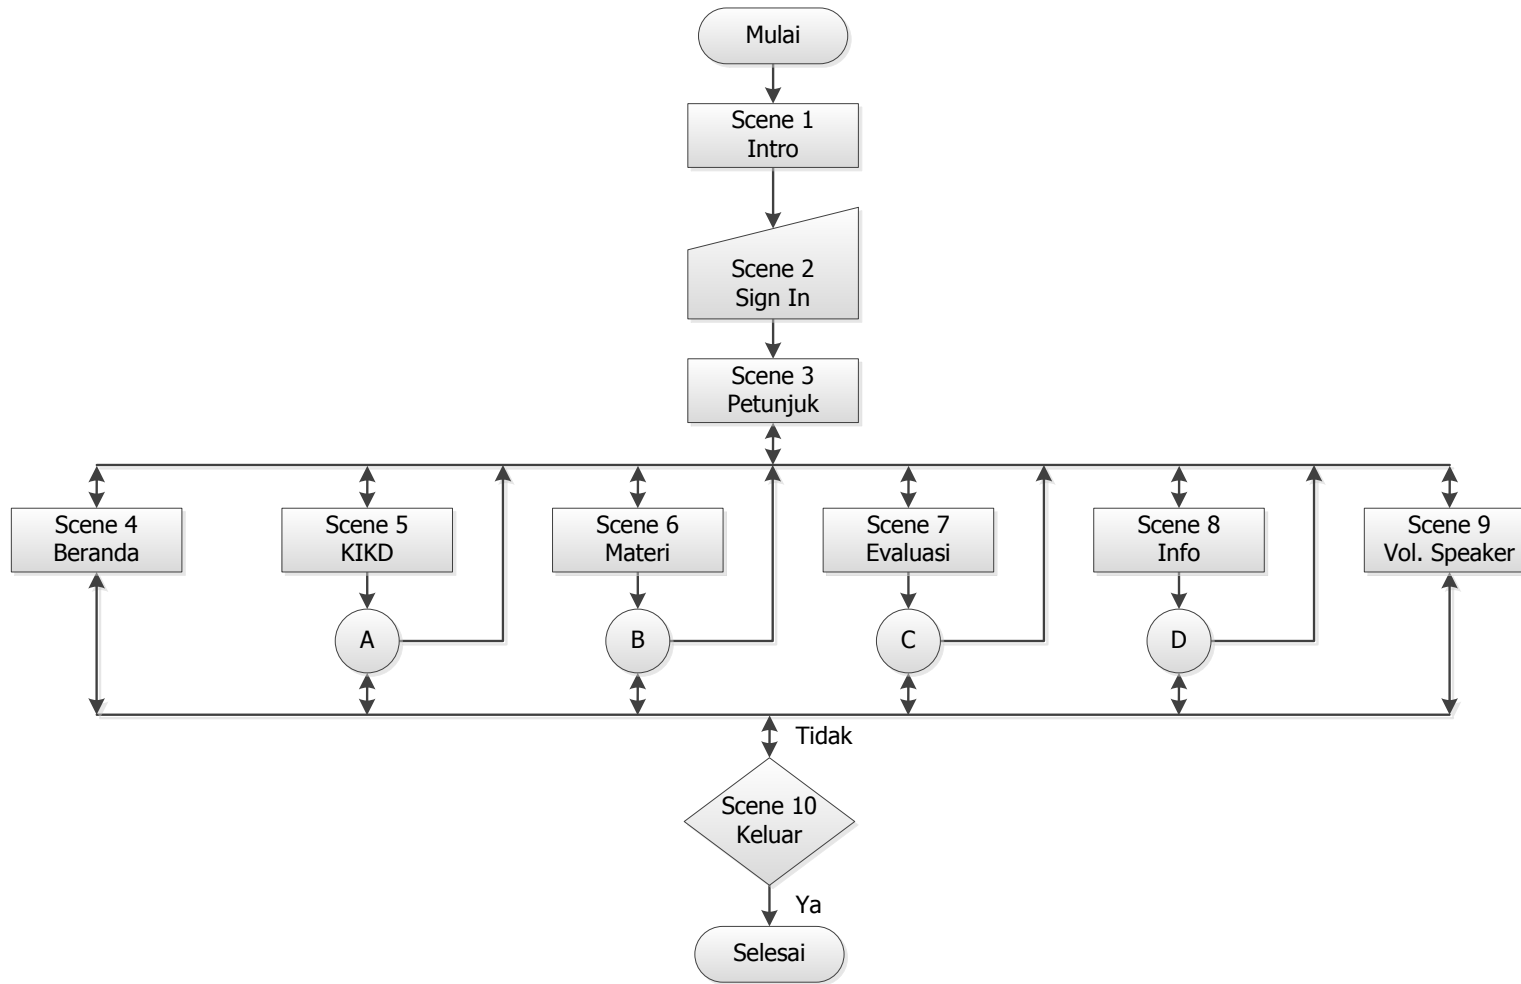 Mulai
Scene 1
Intro
Scene 2
Sign In
Scene 3
Petunjuk
Scene 4
Beranda
Scene 5
KIKD
Scene 6
Materi
Scene 7
Evaluasi
Scene 8
Info
Scene 9
Vol. Speaker
A
B
C
D
Tidak
Scene 10
Keluar
Ya
Selesai